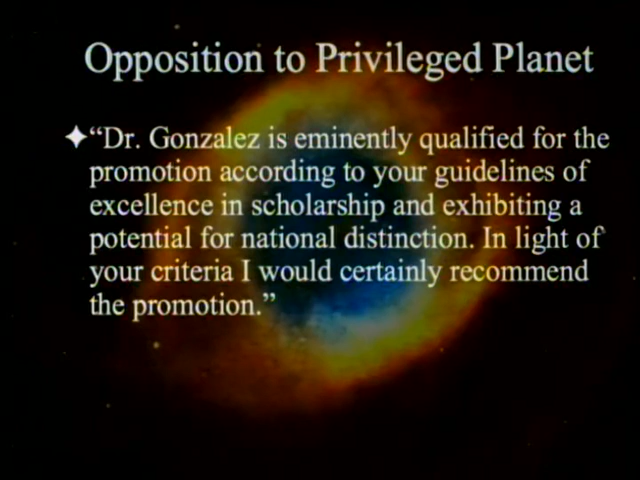 Opposition to Privileged Planet
“Dr. Gonzalez is eminently qualified for the
promotion according to your guidelines of
excellence in scholarship and exhibiting a
potential for national distinction. In light of
your criteria I would certainly recommend
the promotion.”